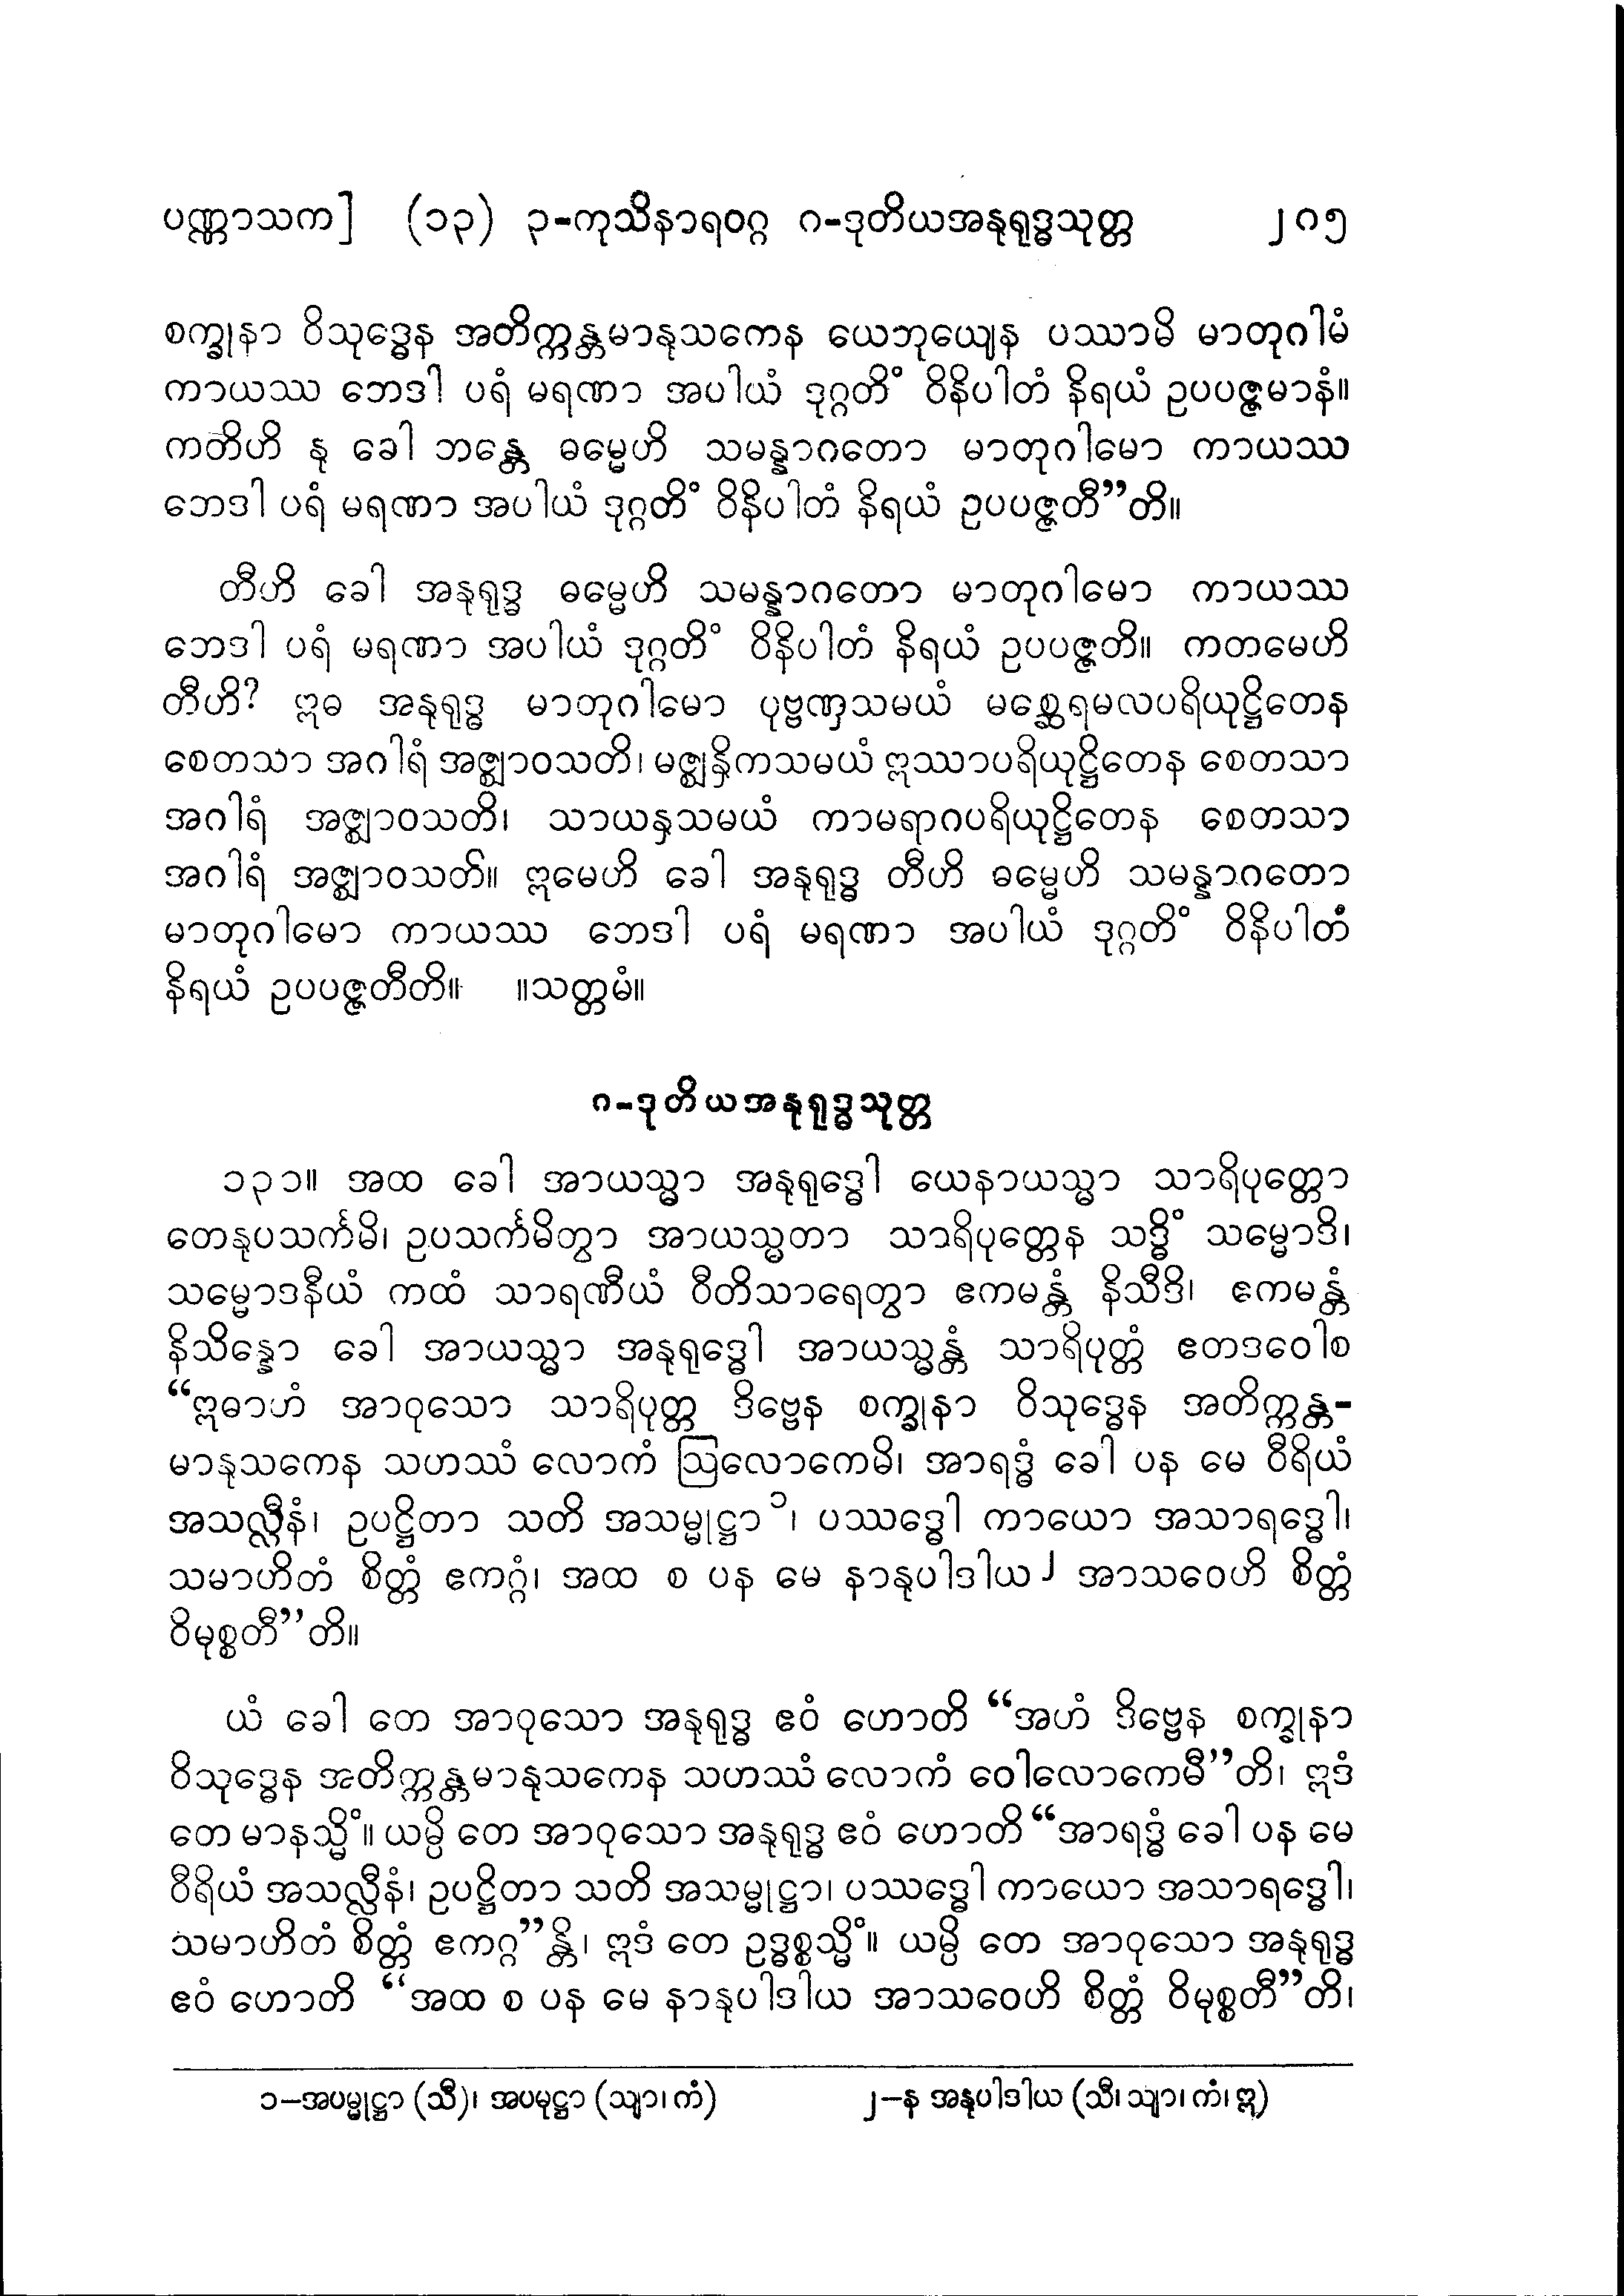 ပဏ္ဏာသက] (၁၃) ၃-ကုသိနာရဝဂ္ဂ ဂ-ဒုတိယအနုရုဒ္ဓသုတ္တ ၂ဂ၅
စက္ခုနာ ဝိသုဒ္ဓေန အတိက္ကန္တမာနုသကေန ယေဘုယျေန ပဿာမိ မာတုဂါမံ
ကာယဿ ဘေဒါ ပရံ မရဏာ အပါယံ ဒုဂ္ဂတိံ ဝိနိပါတံ နိရယံ ဥပပဇ္ဇမာနံ။
ကတိဟိ နု ခေါ ဘန္တေ ဓမ္မေဟိ သမန္နာဂတော မာတုဂါမော ကာယဿ
ဘေဒါ ပရံ မရဏာ အပါယံ ဒုဂ္ဂတိံ ဝိနိပါတံ နိရယံ ဥပပဇ္ဇတီ”တိ။
တီဟိ ခေါ အနုရုဒ္ဓ ဓမ္မေဟိ သမန္နာဂတော မာတုဂါမော ကာယဿ
ဘေဒါ ပရံ မရဏာ အပါယံ ဒုဂ္ဂတိံ ဝိနိပါတံ နိရယံ ဥပပဇ္ဇတိ။ ကတမေဟိ
တီဟိ? ဣဓ အနုရုဒ္ဓ မာတုဂါမော ပုဗ္ဗဏှသမယံ မစ္ဆေရမလပရိယုဋ္ဌိတေန
စေတသာ အဂါရံ အဇ္ဈာဝသတိ၊ မဇ္ဈနှိကသမယံ ဣဿာပရိယုဋ္ဌိတေန စေတသာ
အဂါရံ အဇ္ဈာဝသတိ၊ သာယနှသမယံ ကာမရာဂပရိယုဋ္ဌိတေန စေတသာ
အဂါရံ အဇ္ဈာဝသတိ။ ဣမေဟိ ခေါ အနုရုဒ္ဓ တီဟိ ဓမ္မေဟိ သမန္နာဂတော
မာတုဂါမော ကာယဿ ဘေဒါ ပရံ မရဏာ အပါယံ ဒုဂ္ဂတိံ ဝိနိပါတံ
နိရယံ ဥပပဇ္ဇတီတိ။ ။သတ္တမံ။
ဂ-ဒုတိယအနုရုဒ္ဓသုတ္တ
၁၃၁။ အထ ခေါ အာယသ္မာ အနုရုဒ္ဓေါ ယေနာယသ္မာ သာရိပုတ္တော
တေနုပသင်္ကမိ၊ ဥပသင်္ကမိတွာ အာယသ္မတာ သာရိပုတ္တေန သဒ္ဓိံ သမ္မောဒိ၊
သမ္မောဒနီယံ ကထံ သာရဏီယံ ဝီတိသာရေတွာ ဧကမန္တံ နိသီဒိ၊ ဧကမန္တံ
နိသိန္နော ခေါ အာယသ္မာ အနုရုဒ္ဓေါ အာယသ္မန္တံ သာရိပုတ္တံ ဧတဒဝေါစ
“ဣဓာဟံ အာဝုသော သာရိပုတ္တ ဒိဗ္ဗေန စက္ခုနာ ဝိသုဒ္ဓေန အတိက္ကန္တ-
မာနုသကေန သဟဿံ လောကံ ဩလောကေမိ၊ အာရဒ္ဓံ ခေါ ပန မေ ဝီရိယံ
အသလ္လီနံ၊ ဥပဋ္ဌိတာ သတိ အသမ္မုဋ္ဌာ ၁၊ ပဿဒ္ဓေါ ကာယော အသာရဒ္ဓေါ၊
သမာဟိတံ စိတ္တံ ဧကဂ္ဂံ၊ အထ စ ပန မေ နာနုပါဒါယ ၂ အာသဝေဟိ စိတ္တံ
ဝိမုစ္စတီ”တိ။
ယံ ခေါ တေ အာဝုသော အနုရုဒ္ဓ ဧဝံ ဟောတိ “အဟံ ဒိဗ္ဗေန စက္ခုနာ
ဝိသုဒ္ဓေန အတိက္ကန္တမာနုသကေန သဟဿံ လောကံ ဝေါလောကေမီ”တိ၊ ဣဒံ
တေ မာနသ္မိံ။ ယမ္ပိ တေ အာဝုသော အနုရုဒ္ဓ ဧဝံ ဟောတိ “အာရဒ္ဓံ ခေါ ပန မေ
ဝီရိယံ အသလ္လီနံ၊ ဥပဋ္ဌိတာ သတိ အသမ္မုဋ္ဌာ၊ ပဿဒ္ဓေါ ကာယော အသာရဒ္ဓေါ၊
သမာဟိတံ စိတ္တံ ဧကဂ္ဂ”န္တိ၊ ဣဒံ တေ ဥဒ္ဓစ္စသ္မိံ။ ယမ္ပိ တေ အာဝုသော အနုရုဒ္ဓ
ဧဝံ ဟောတိ “အထ စ ပန မေ နာနုပါဒါယ အာသဝေဟိ စိတ္တံ ဝိမုစ္စတီ”တိ၊
၁–အပမ္မုဋ္ဌာ (သီ)၊ အပမုဋ္ဌာ (သျာ၊ ကံ) ၂–န အနုပါဒါယ (သီ၊ သျာ၊ ကံ၊ ဣ)